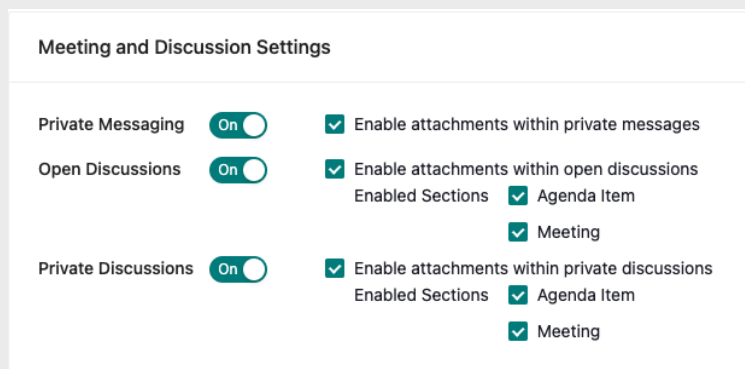 Meeting and Discussion Settings
Private Messaging On Enable attachments within private messages
Open Discussions On Enable attachments within open discussions
Enabled Sections Agenda Item
Meeting
Private Discussions On Enable attachments within private discussions
Enabled Sections Agenda Item
Meeting